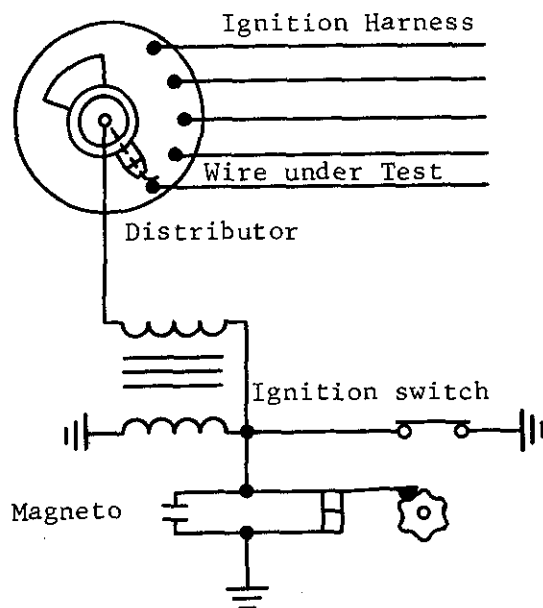 Ignition Harness
Wire under Test
Distributor
Ignition switch
Magneto